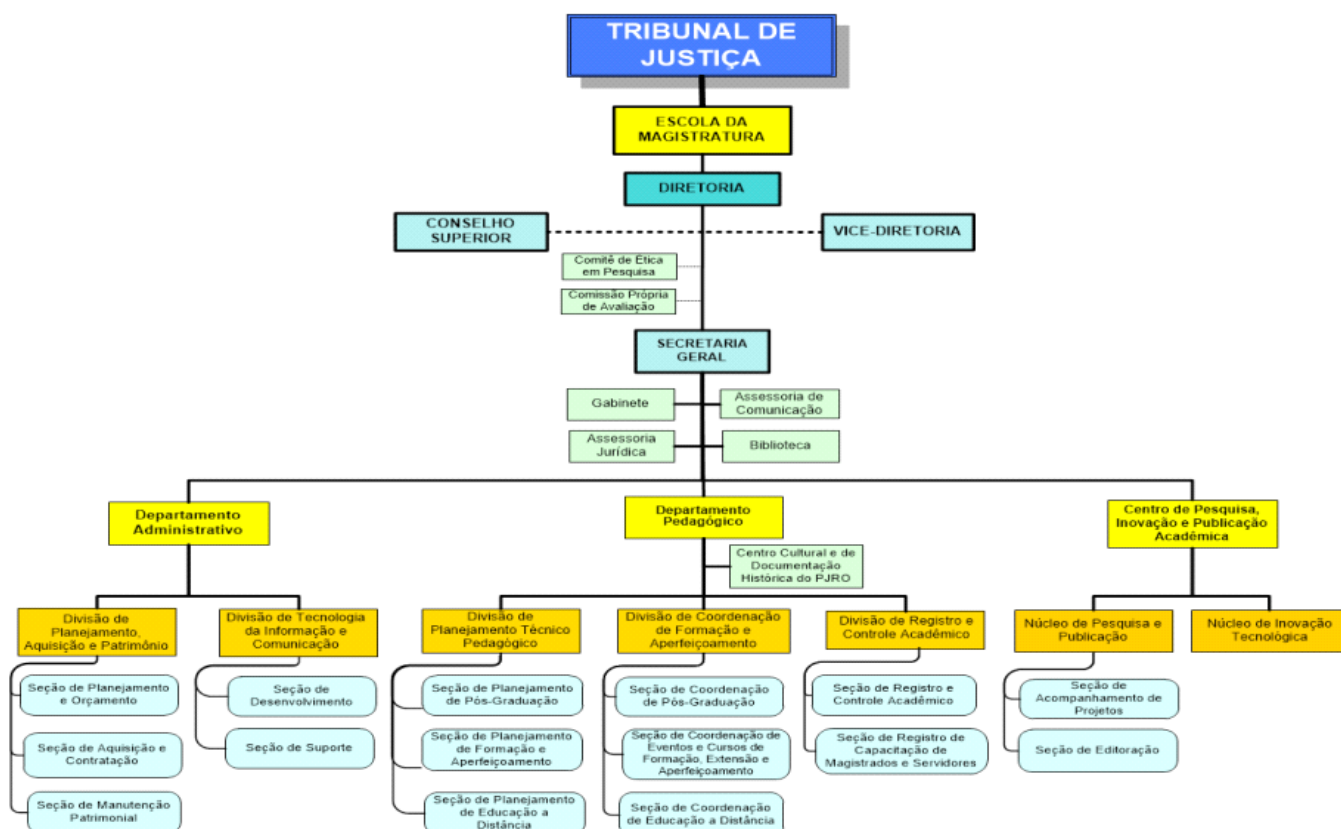 TRIBUNAL DE
JUSTIÇA
ESCOLA DA
MAGISTRATURA
DIRETORIA
CONSELHO
SUPERIOR
VICE-DIRETORIA
Comitê de Ética
em Pesquisa
Comissão Própria
de Avaliação
SECRETARIA
GERAL
Gabinete
Assessoria de
Comunicação
Assessoria
Jurídica
Biblioteca
Departamento
Administrativo
Departamento
Pedagógico
Centro de Pesquisa,
Inovação e Publicação
Acadêmica
Centro Cultural e de
Documentação
Histórica do PJRO
Divisão de
Planejamento,
Aquisição e Patrimônio
Divisão de Tecnologia
da Informação e
Comunicação
Divisão de
Planejamento Técnico
Pedagógico
Divisão de Coordenação
de Formação e
Aperfeiçoamento
Divisão de Registro e
Controle Acadêmico
Núcleo de Pesquisa e
Publicação
Núcleo de Inovação
Tecnológica
Seção de Planejamento
e Orçamento
Seção de
Desenvolvimento
Seção de Planejamento
de Pós-Graduação
Seção de Coordenação
de Pós-Graduação
Seção de Registro e
Controle Acadêmico
Seção de
Acompanhamento de
Projetos
Seção de Aquisição e
Contratação
Seção de Suporte
Seção de Planejamento
de Formação e
Aperfeiçoamento
Seção de Coordenação de
Eventos e Cursos de
Formação, Extensão e
Aperfeiçoamento
Seção de Registro de
Capacitação de
Magistrados e Servidores
Seção de Editoração
Seção de Manutenção
Patrimonial
Seção de Planejamento
de Educação a
Distância
Seção de Coordenação
de Educação a Distância